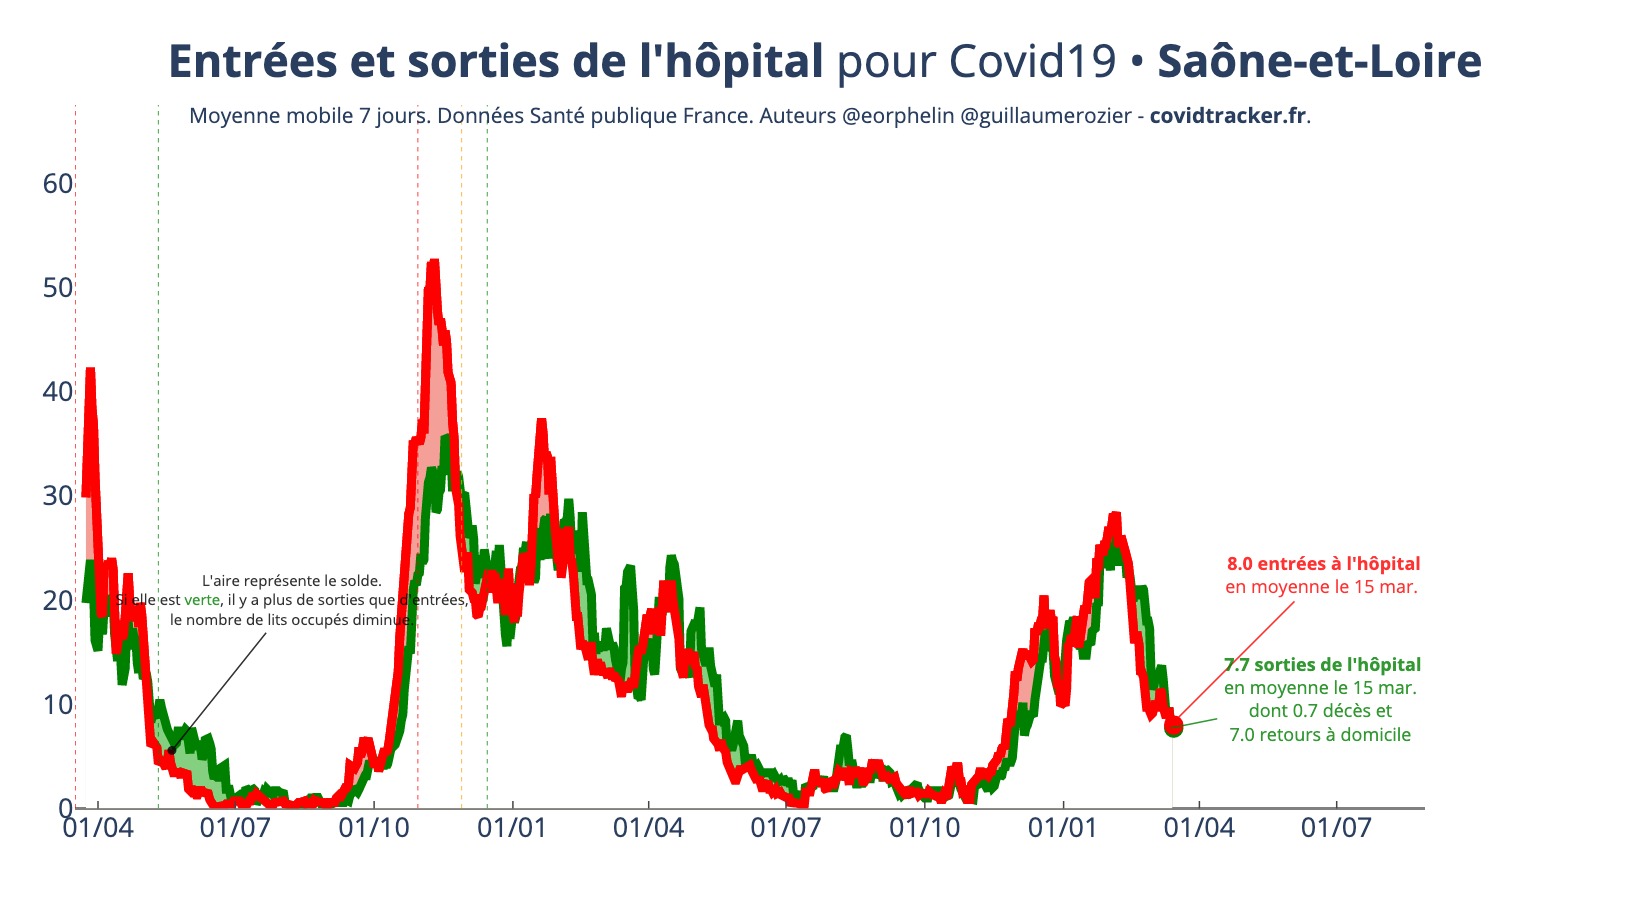 Entrées et sorties de l'hôpital pour Covid19 • Saône-et-Loire
Moyenne mobile 7 jours. Données Santé publique France. Auteurs @eorphelin @guillaumerozier - covidtracker.fr.
60
50
40
30
20
10
0
L'aire représente le solde.
Si elle est verte, il y a plus de sorties que d'entrées,
le nombre de lits occupés diminue.
8.0 entrées à l'hôpital
en moyenne le 15 mar.
7.7 sorties de l'hôpital
en moyenne le 15 mar.
dont 0.7 décès et
7.0 retours à domicile
01/04 01/07 01/10 01/01 01/04 01/07 01/10 01/01 01/04 01/07